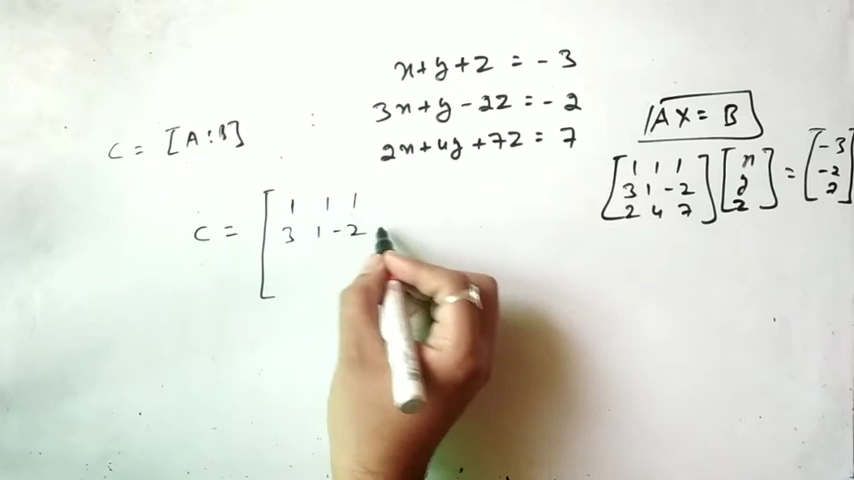 x+y+z = -3
3x+y-2z = -2
2x+4y+7z = 7
C = [A:B]
AX = B
[1 1 1
3 1 -2
2 4 7] [x
y
z] = [-3
-2
7]
C = [1 1 1
3 1 -2